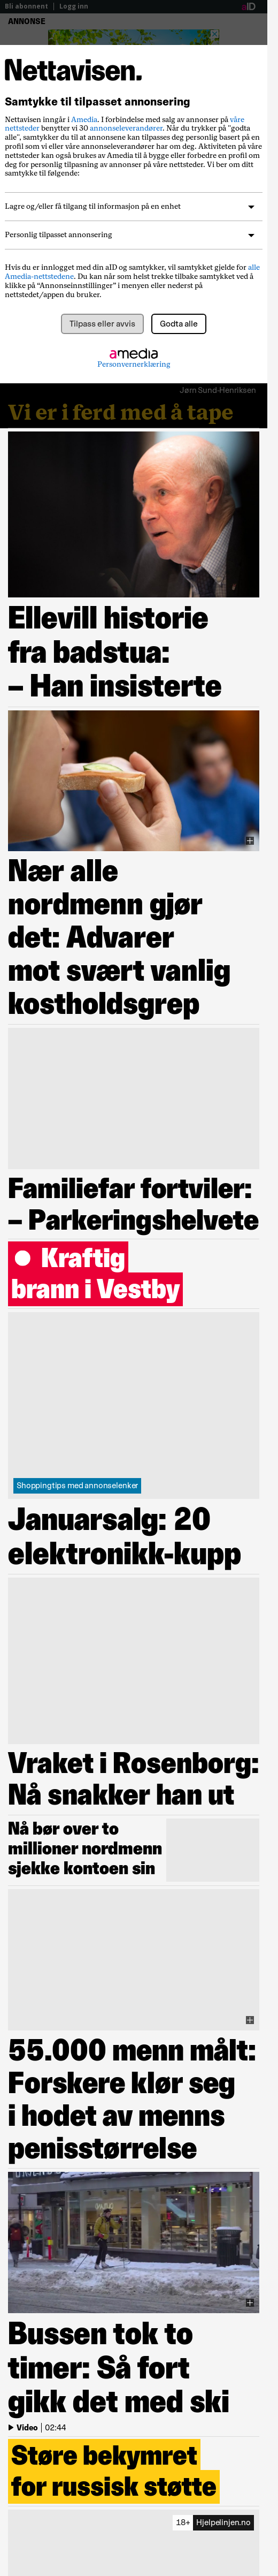 Bli abonnent | Logg inn
aID
ANNONSE
Nettavisen.
Samtykke til tilpasset annonsering
Nettavisen inngår i Amedia. I forbindelse med salg av annonser på våre
nettsteder benytter vi 30 annonseleverandører. Når du trykker på "godta
alle", samtykker du til at annonsene kan tilpasses deg personlig basert på en
profil som vi eller annonseleverandørene har om deg. Aktivitetene på våre
nettsteder kan også brukes av Amedia til å bygge eller forbedre en profil om
deg for personlig tilpasning av annonser på våre nettsteder. Vi ber om ditt
samtykke til følgende:
Lagre og/eller få tilgang til informasjon på en enhet
Personlig tilpasset annonsering
Hvis du er innlogget med din aID og samtykker, vil samtykket gjelde for alle
Amedia-nettstedene. Du kan når som helst trekke tilbake samtykket ved å
klikke på “Annonseinnstillinger” i menyen eller nederst på
nettstedet/appen du bruker.
Tilpass eller avvis
Godta alle
amedia
Personvernerklæring
Jørn Sund-Henriksen
Vi er i ferd med å tape
Ellevill historie
fra badstua:
– Han insisterte
Nær alle
nordmenn gjør
det: Advarer
mot svært vanlig
kostholdsgrep
Familiefar fortviler:
– Parkeringshelvete
Kraftig
brann i Vestby
Shoppingtips med annonselenker
Januarsalg: 20
elektronikk-kupp
Vraket i Rosenborg:
Nå snakker han ut
Nå bør over to
millioner nordmenn
sjekke kontoen sin
55.000 menn målt:
Forskere klør seg
i hodet av menns
penisstørrelse
Bussen tok to
timer: Så fort
gikk det med ski
Video | 02:44
Støre bekymret
for russisk støtte
18+ Hjelpelinjen.no